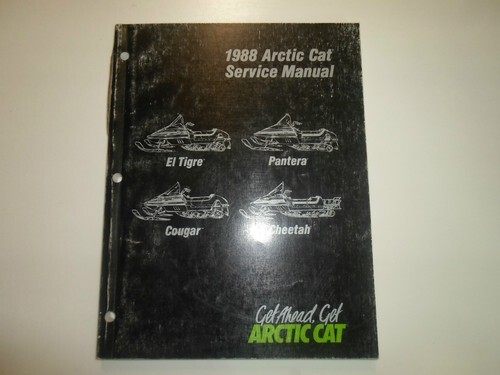 1988 Arctic Cat
Service Manual
El Tigre
Pantera
Cougar
Cheetah
Get Ahead, Get
ARCTIC CAT